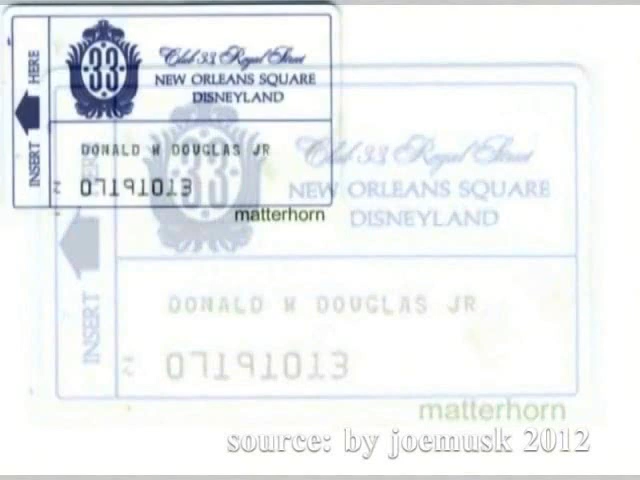 33
Club 33 Royal Street
NEW ORLEANS SQUARE
DISNEYLAND
INSERT HERE
DONALD W DOUGLAS JR
07191013
matterhorn
33
Club 33 Royal Street
NEW ORLEANS SQUARE
DISNEYLAND
INSERT
DONALD W DOUGLAS JR
07191013
matterhorn
source: by joemusk 2012